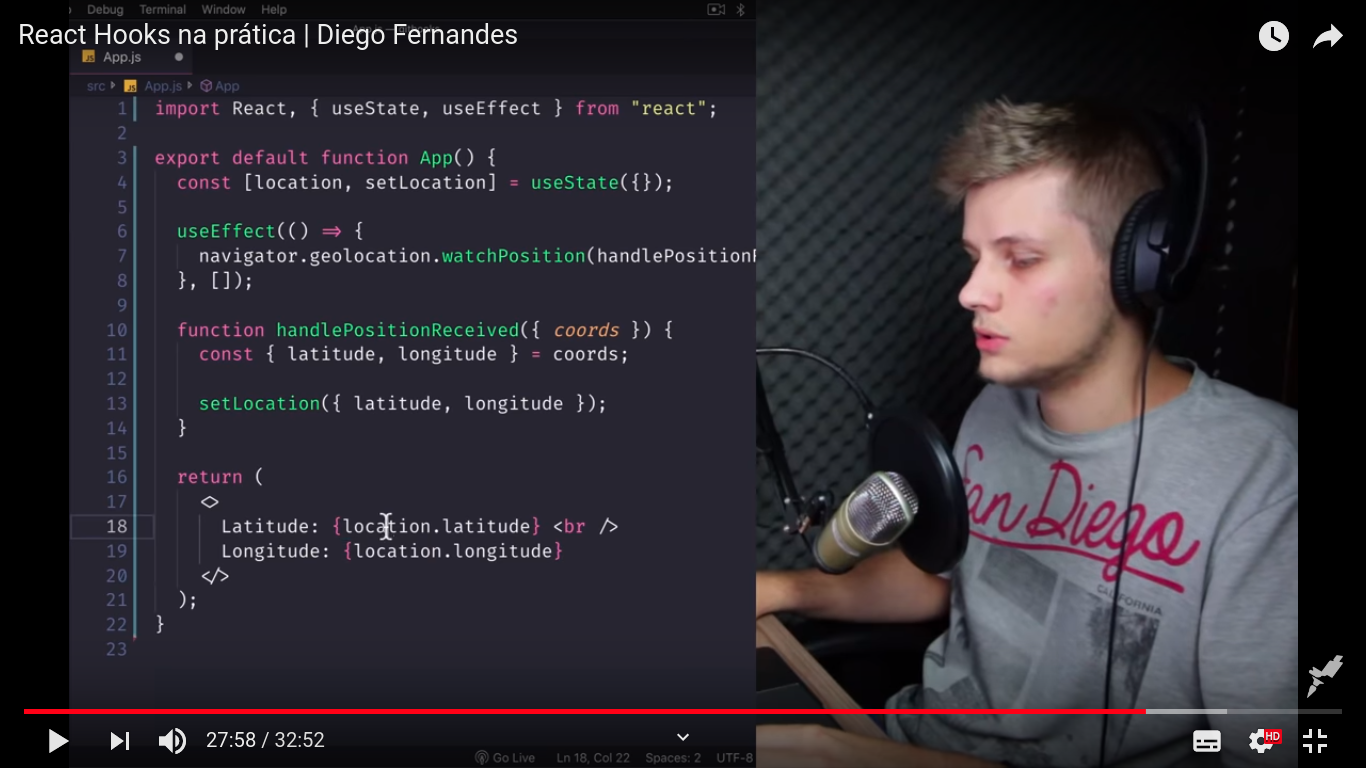 Debug Terminal Window Help
React Hooks na prática | Diego Fernandes
JS App.js
src JS App.js App
1 import React, { useState, useEffect } from "react";
2
3 export default function App() {
4 const [location, setLocation] = useState({});
5
6 useEffect(() => {
7 navigator.geolocation.watchPosition(handlePositionR
8 }, []);
9
10 function handlePositionReceived({ coords }) {
11 const { latitude, longitude } = coords;
12
13 setLocation({ latitude, longitude });
14 }
15
16 return (
17 <>
18 Latitude: {location.latitude} <br />
19 Longitude: {location.longitude}
20 </>
21 );
22 }
23
San Diego
CALIFORNIA
27:58 / 32:52
HD
Go Live Ln 18, Col 22 Spaces: 2 UTF-8